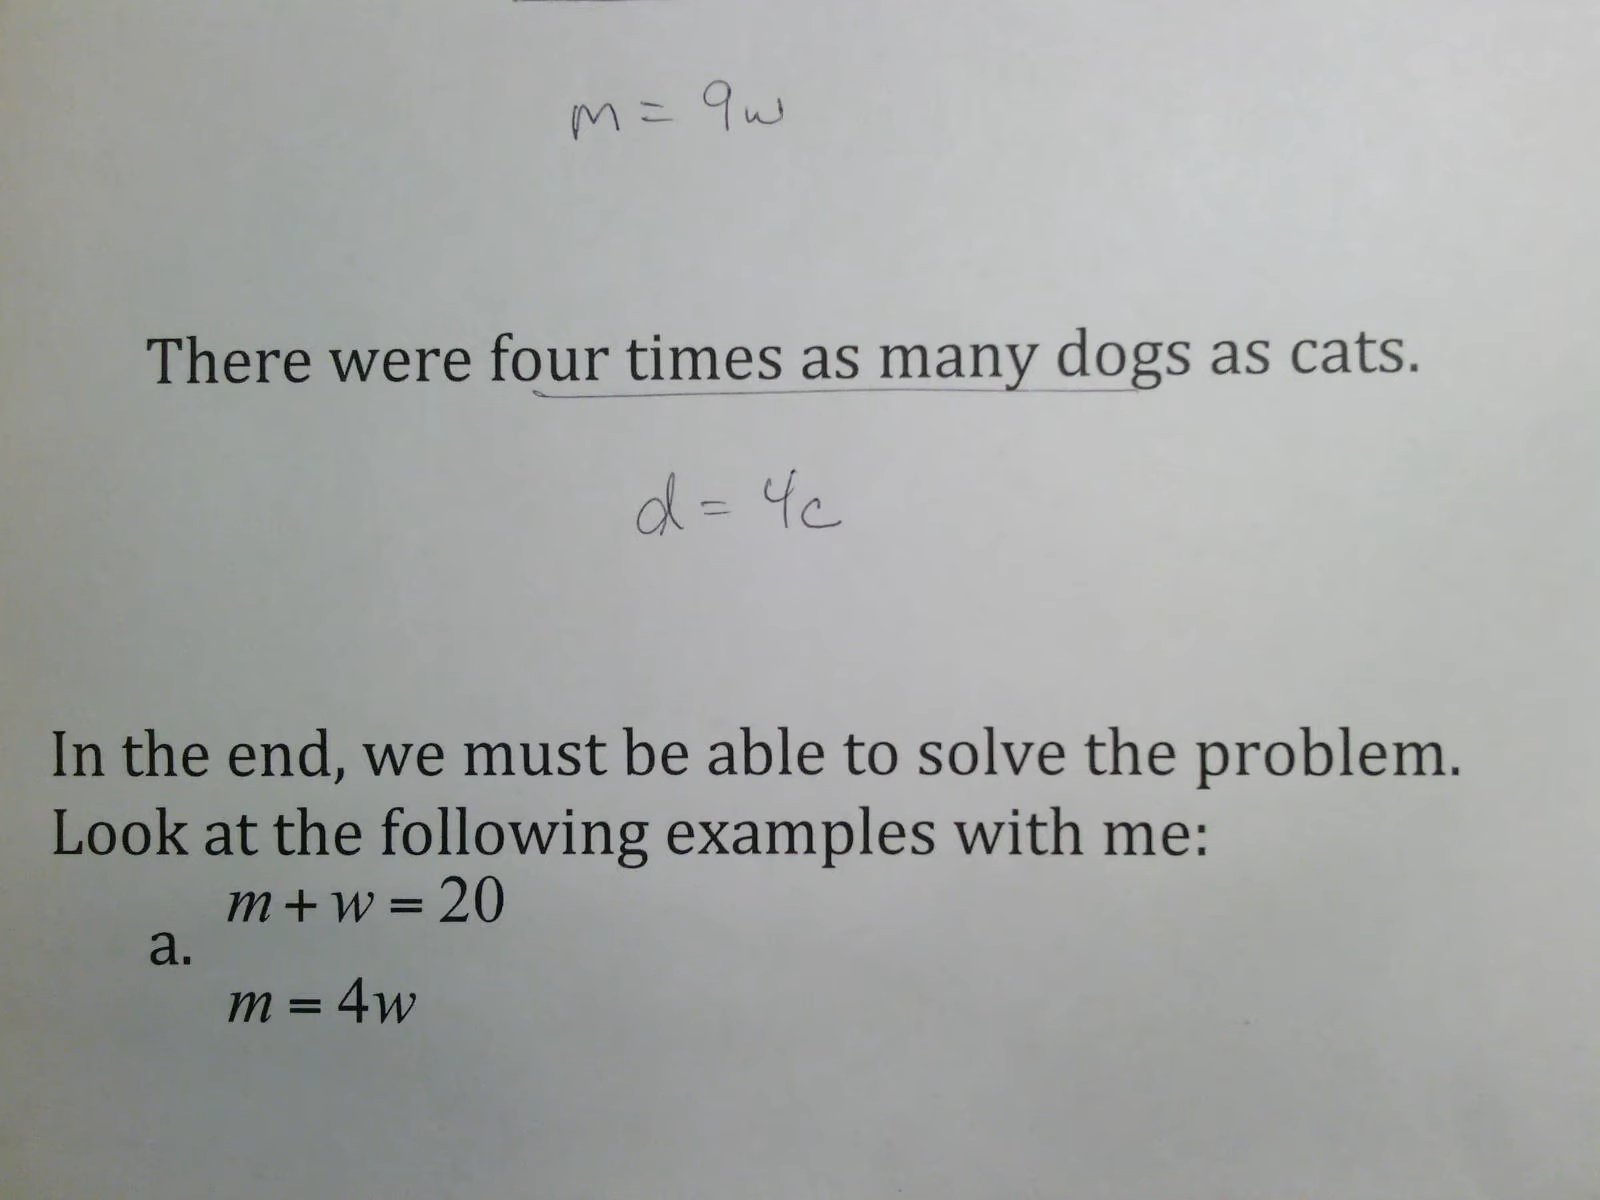 m = 9w
There were four times as many dogs as cats.
d = 4c
In the end, we must be able to solve the problem.
Look at the following examples with me:
m + w = 20
a.
m = 4w